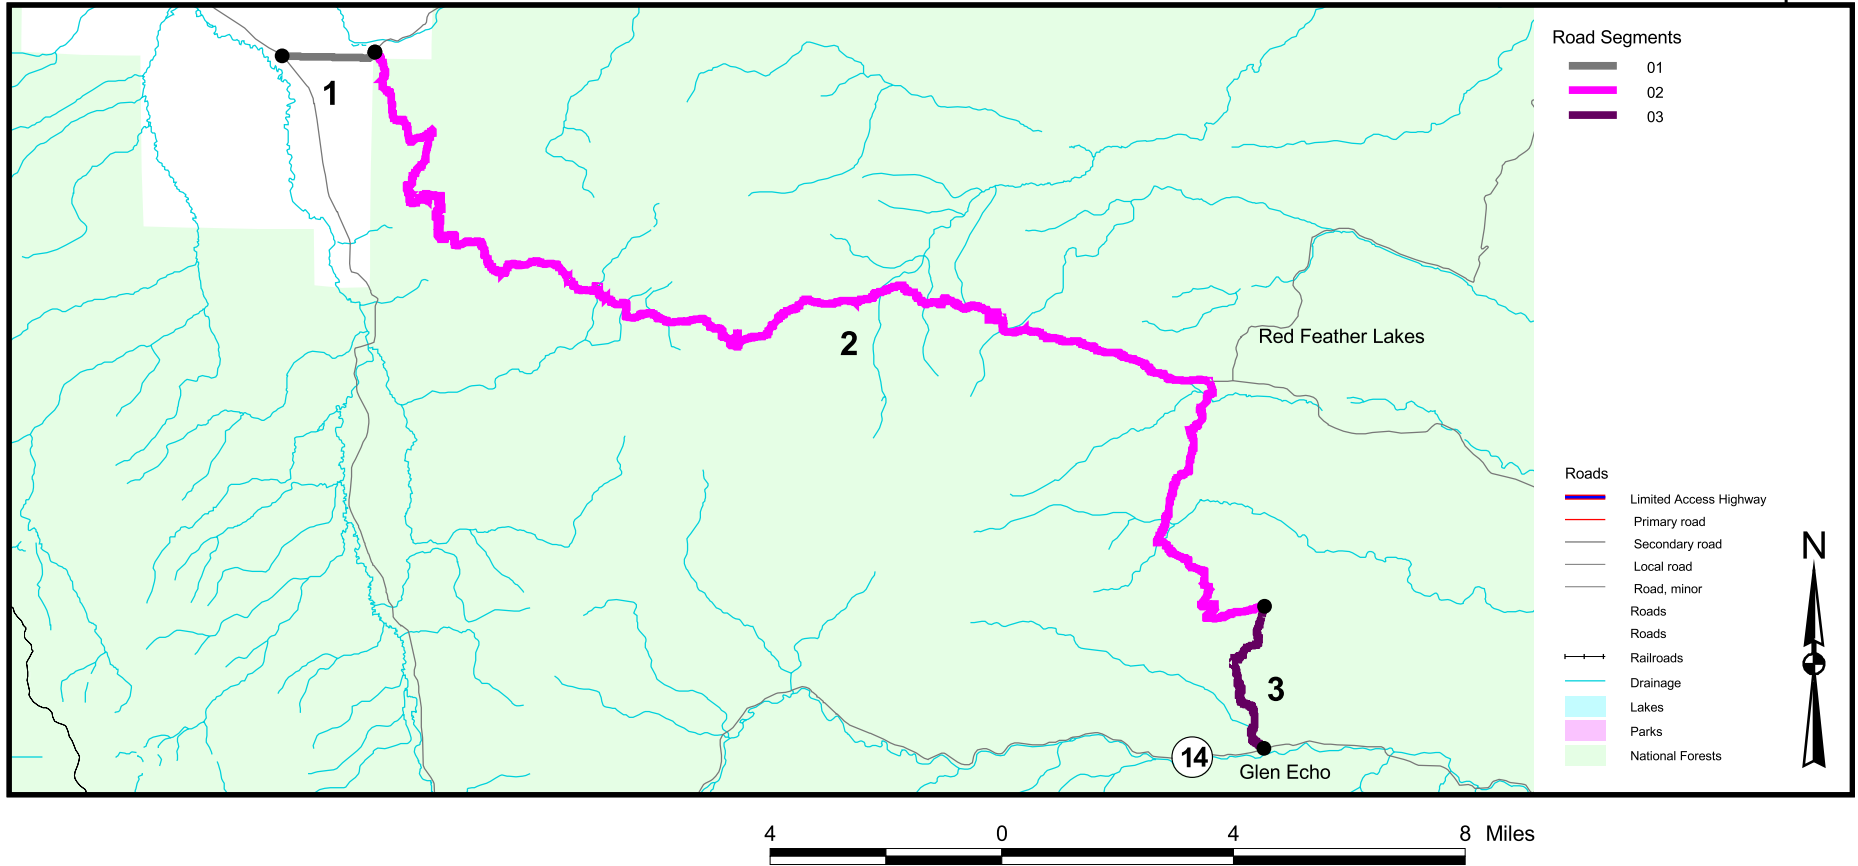 Road Segments
01
02
03
1
2
Red Feather Lakes
3
14
Glen Echo
Roads
Limited Access Highway
Primary road
Secondary road
Local road
Road, minor
Roads
Roads
Railroads
Drainage
Lakes
Parks
National Forests
N
4 0 4 8 Miles